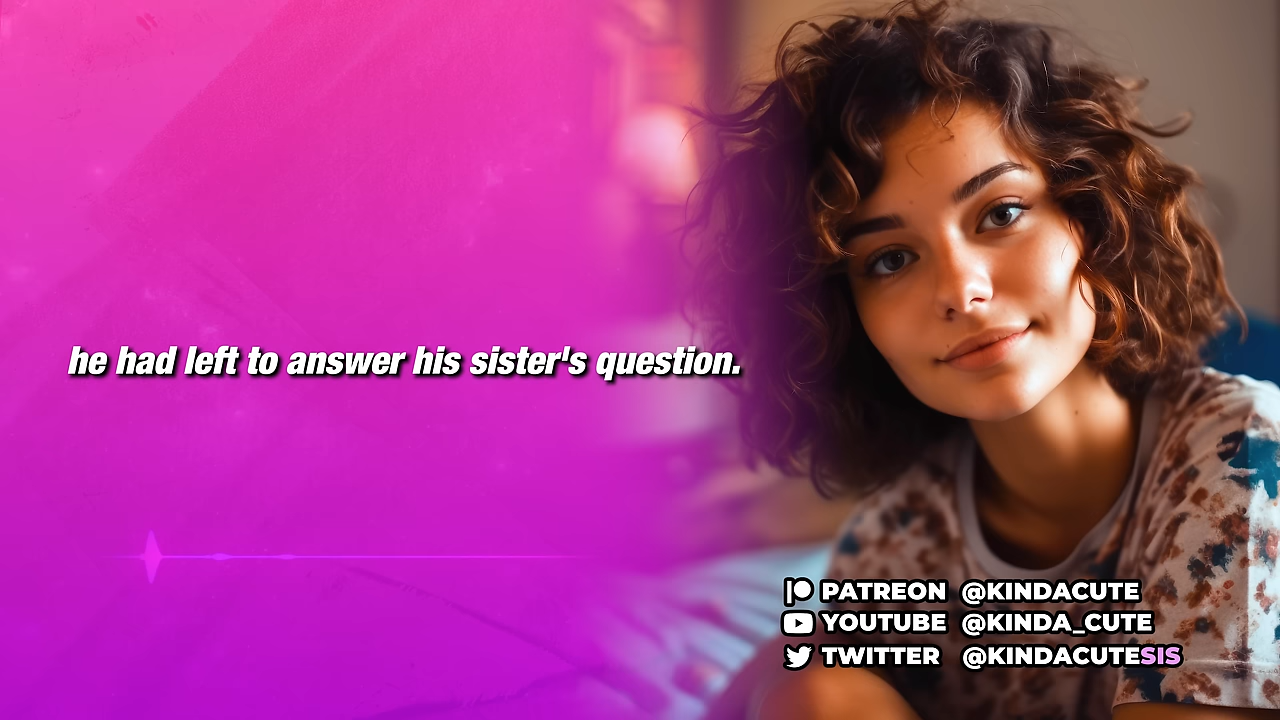 he had left to answer his sister's question.
PATREON @KINDACUTE
YOUTUBE @KINDA_CUTE
TWITTER @KINDACUTESIS